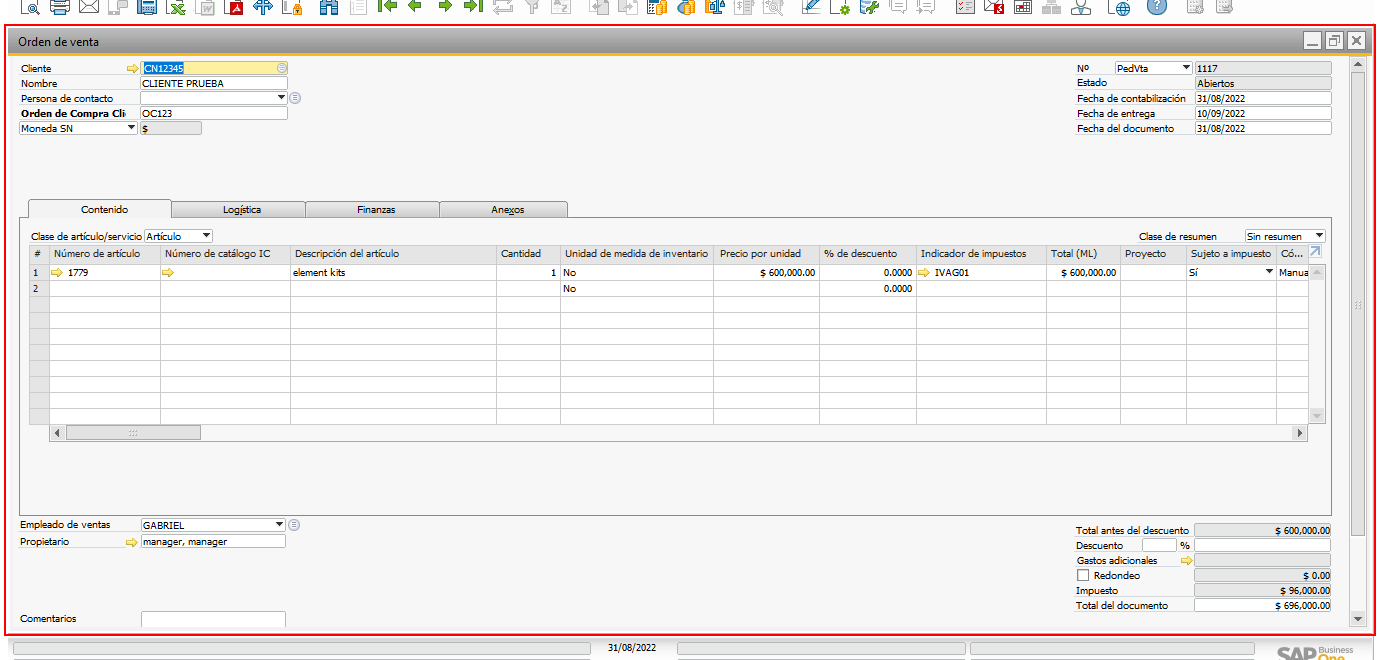 Orden de venta
Cliente CN12345 Nº PedVta 1117
Nombre CLIENTE PRUEBA Estado Abiertos
Persona de contacto Fecha de contabilización 31/08/2022
Orden de Compra Cli OC123 Fecha de entrega 10/09/2022
Moneda SN $ Fecha del documento 31/08/2022
Contenido Logística Finanzas Anexos
Clase de artículo/servicio Artículo Clase de resumen Sin resumen
# Número de artículo Número de catálogo IC Descripción del artículo Cantidad Unidad de medida de inventario Precio por unidad % de descuento Indicador de impuestos Total (ML) Proyecto Sujeto a impuesto Có...
1 1779 element kits 1 No $ 600,000.00 0.0000 IVAG01 $ 600,000.00 Sí Manua
2 No 0.0000
Empleado de ventas GABRIEL
Propietario manager, manager
Total antes del descuento $ 600,000.00
Descuento %
Gastos adicionales
Redondeo $ 0.00
Impuesto $ 96,000.00
Total del documento $ 696,000.00
Comentarios
31/08/2022
SAP Business One